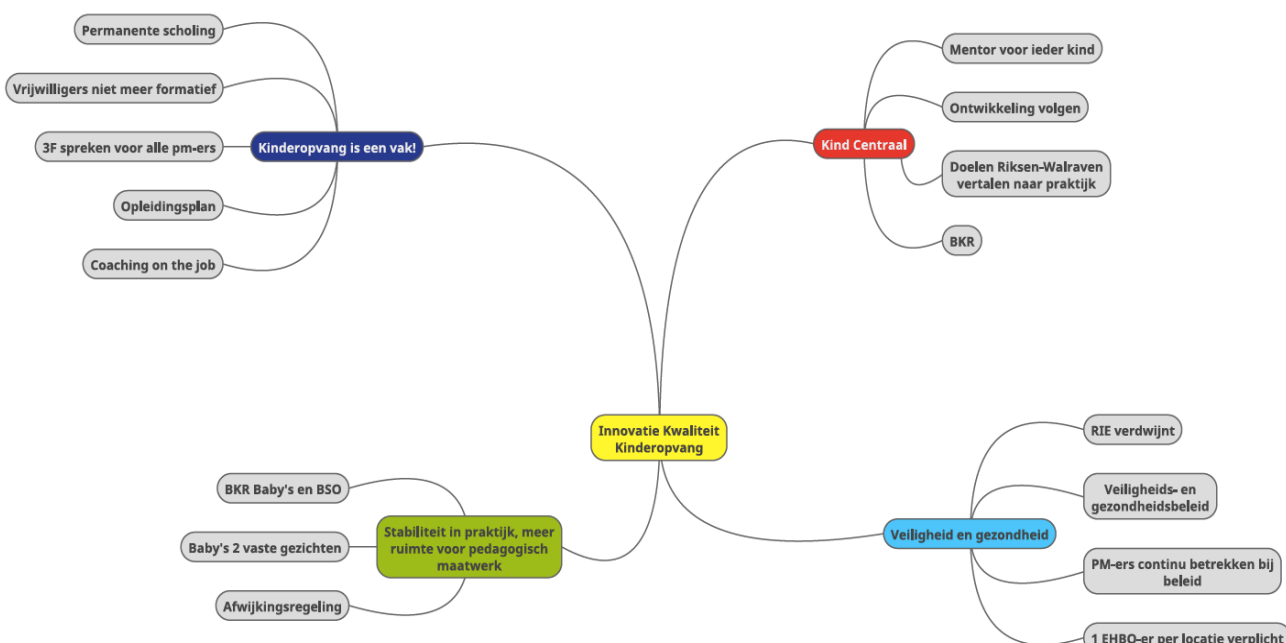 Permanente scholing
Vrijwilligers niet meer formatief
3F spreken voor alle pm-ers
Opleidingsplan
Coaching on the job
Kinderopvang is een vak!
Mentor voor ieder kind
Ontwikkeling volgen
Kind Centraal
Doelen Riksen-Walraven
vertalen naar praktijk
BKR
Innovatie Kwaliteit
Kinderopvang
BKR Baby's en BSO
Baby's 2 vaste gezichten
Afwijkingsregeling
Stabiliteit in praktijk, meer
ruimte voor pedagogisch
maatwerk
RIE verdwijnt
Veiligheids- en
gezondheidsbeleid
Veiligheid en gezondheid
PM-ers continu betrekken bij
beleid
1 EHBO-er per locatie verplicht